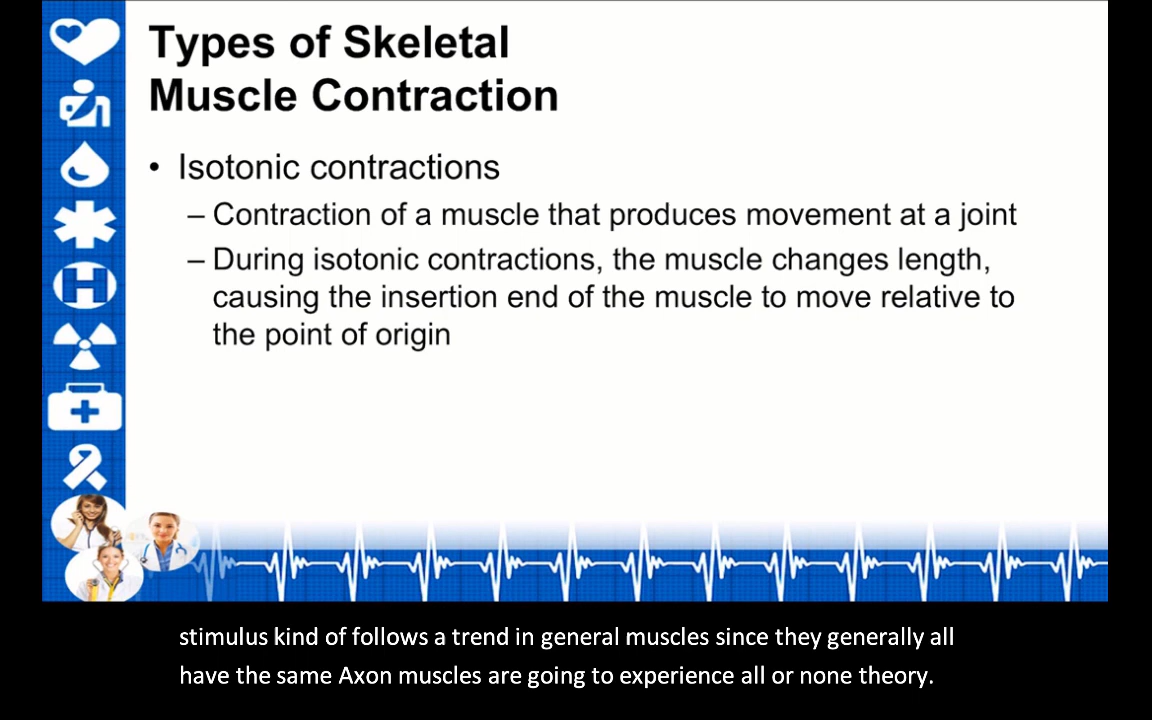 Types of Skeletal
Muscle Contraction
• Isotonic contractions
– Contraction of a muscle that produces movement at a joint
– During isotonic contractions, the muscle changes length,
causing the insertion end of the muscle to move relative to
the point of origin
H
stimulus kind of follows a trend in general muscles since they generally all
have the same Axon muscles are going to experience all or none theory.